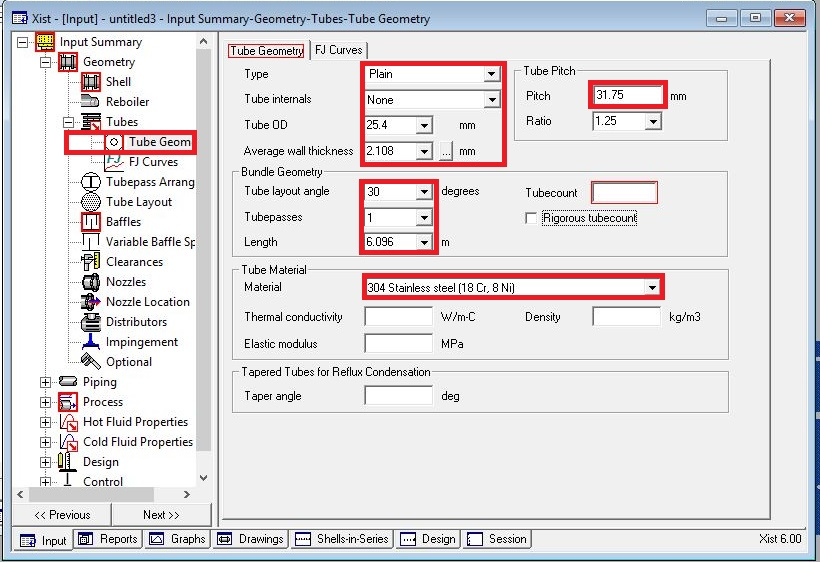 Xist - [Input] - untitled3 - Input Summary-Geometry-Tubes-Tube Geometry
Input Summary
Geometry
Shell
Reboiler
Tubes
Tube Geom
FJ Curves
Tubepass Arrang
Tube Layout
Baffles
Variable Baffle Sp
Clearances
Nozzles
Nozzle Location
Distributors
Impingement
Optional
Piping
Process
Hot Fluid Properties
Cold Fluid Properties
Design
Control
<< Previous
Next >>
Tube Geometry
FJ Curves
Type Plain
Tube internals None
Tube OD 25.4 mm
Average wall thickness 2.108 ... mm
Tube Pitch
Pitch 31.75 mm
Ratio 1.25
Bundle Geometry
Tube layout angle 30 degrees Tubecount
Tubepasses 1 Rigorous tubecount
Length 6.096 m
Tube Material
Material 304 Stainless steel (18 Cr, 8 Ni)
Thermal conductivity W/m-C Density kg/m3
Elastic modulus MPa
Tapered Tubes for Reflux Condensation
Taper angle deg
Input Reports Graphs Drawings Shells-in-Series Design Session Xist 6.00